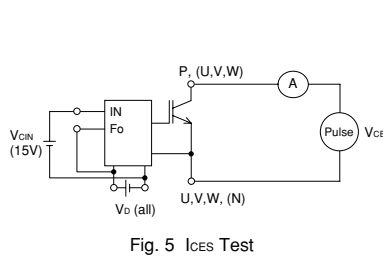 P, (U,V,W)
A
IN
Fo
VCIN
(15V)
Pulse
VCE
U,V,W, (N)
VD (all)
Fig. 5 ICES Test